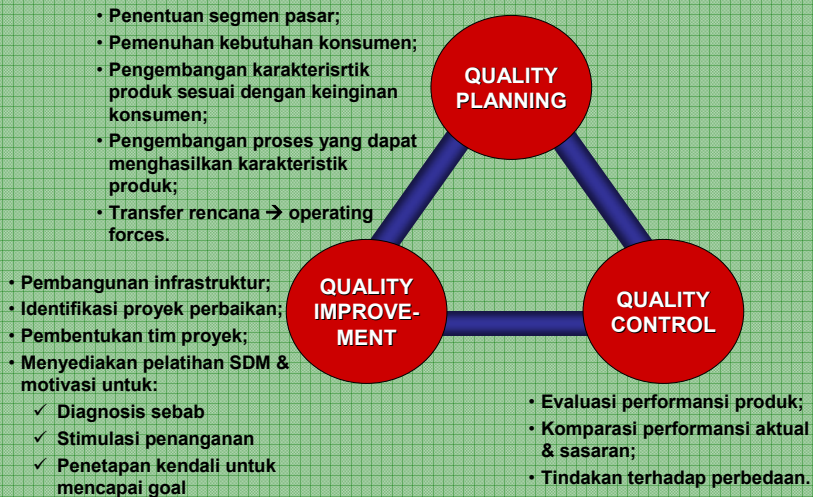 • Penentuan segmen pasar;
• Pemenuhan kebutuhan konsumen;
• Pengembangan karakterisrtik
produk sesuai dengan keinginan
konsumen;
• Pengembangan proses yang dapat
menghasilkan karakteristik
produk;
• Transfer rencana → operating
forces.
QUALITY
PLANNING
• Pembangunan infrastruktur;
• Identifikasi proyek perbaikan;
• Pembentukan tim proyek;
• Menyediakan pelatihan SDM &
motivasi untuk:
✓ Diagnosis sebab
✓ Stimulasi penanganan
✓ Penetapan kendali untuk
mencapai goal
QUALITY
IMPROVE-
MENT
QUALITY
CONTROL
• Evaluasi performansi produk;
• Komparasi performansi aktual
& sasaran;
• Tindakan terhadap perbedaan.